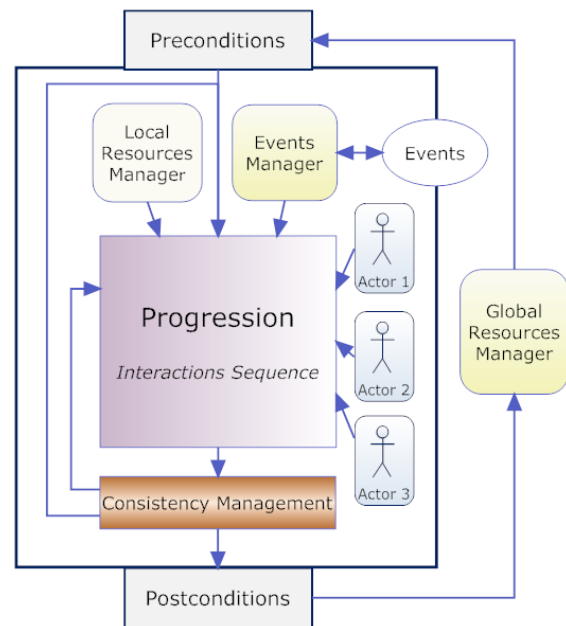 Preconditions
Local
Resources
Manager
Events
Manager
Events
Actor 1
Progression
Interactions Sequence
Global
Resources
Manager
Actor 2
Actor 3
Consistency Management
Postconditions